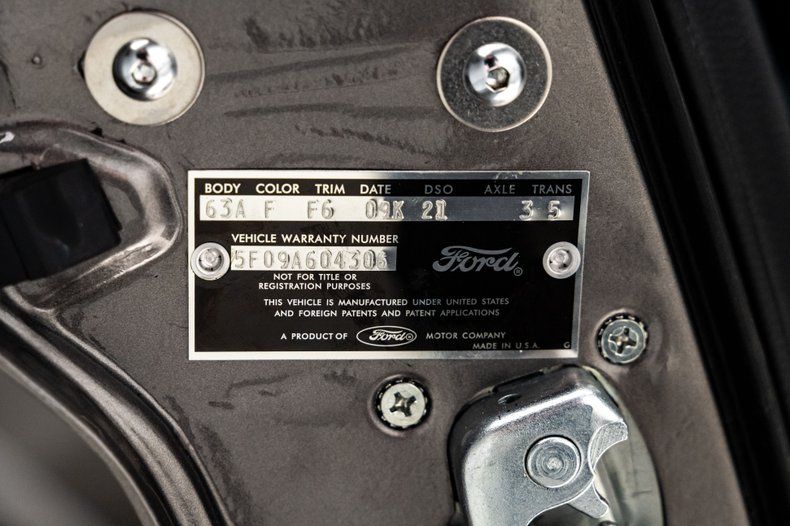 BODY COLOR TRIM DATE DSO AXLE TRANS
63A F F6 09K 21 3 5
VEHICLE WARRANTY NUMBER
5F09A604306
Ford®
NOT FOR TITLE OR
REGISTRATION PURPOSES
THIS VEHICLE IS MANUFACTURED UNDER UNITED STATES
AND FOREIGN PATENTS AND PATENT APPLICATIONS
A PRODUCT OF Ford® MOTOR COMPANY
MADE IN U.S.A. G